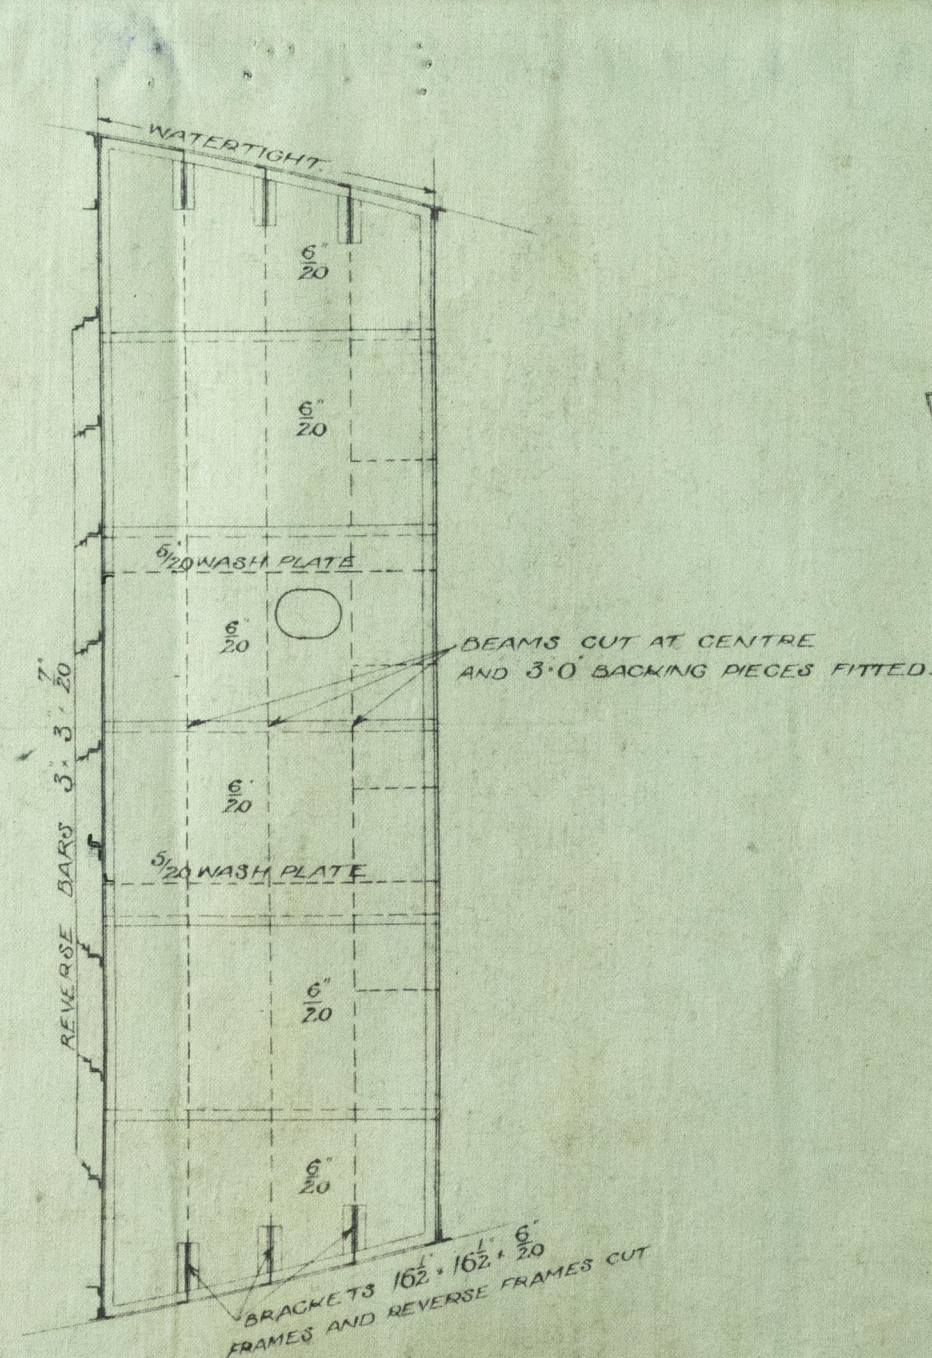 WATERTIGHT.
6"/20
6"/20
5/20" WASH PLATE
6"/20
BEAMS CUT AT CENTRE
AND 3'.0" BACKING PIECES FITTED.
REVERSE BARS 3" × 3" × 7"/20
6"/20
5/20" WASH PLATE
6"/20
6"/20
BRACKETS 16½" × 16½" × 6"/20
FRAMES AND REVERSE FRAMES CUT